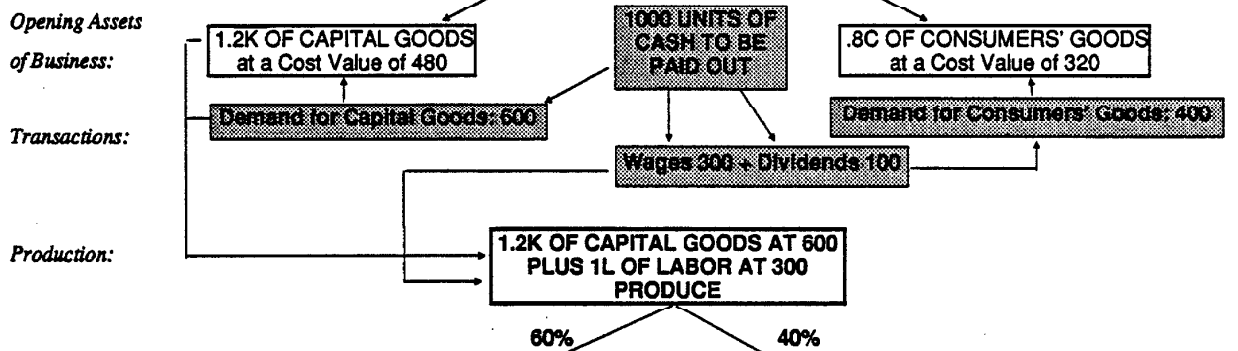 Opening Assets
of Business:
1.2K OF CAPITAL GOODS
at a Cost Value of 480
1000 UNITS OF
CASH TO BE
PAID OUT
.8C OF CONSUMERS' GOODS
at a Cost Value of 320
Transactions:
Demand for Capital Goods: 600
Demand for Consumers' Goods: 400
Wages 300 + Dividends 100
Production:
1.2K OF CAPITAL GOODS AT 600
PLUS 1L OF LABOR AT 300
PRODUCE
60%
40%